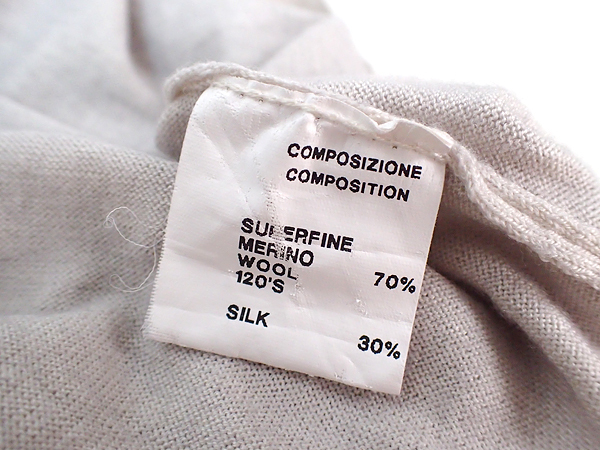 COMPOSIZIONE
COMPOSITION
SUPERFINE
MERINO
WOOL
120'S 70%
SILK 30%